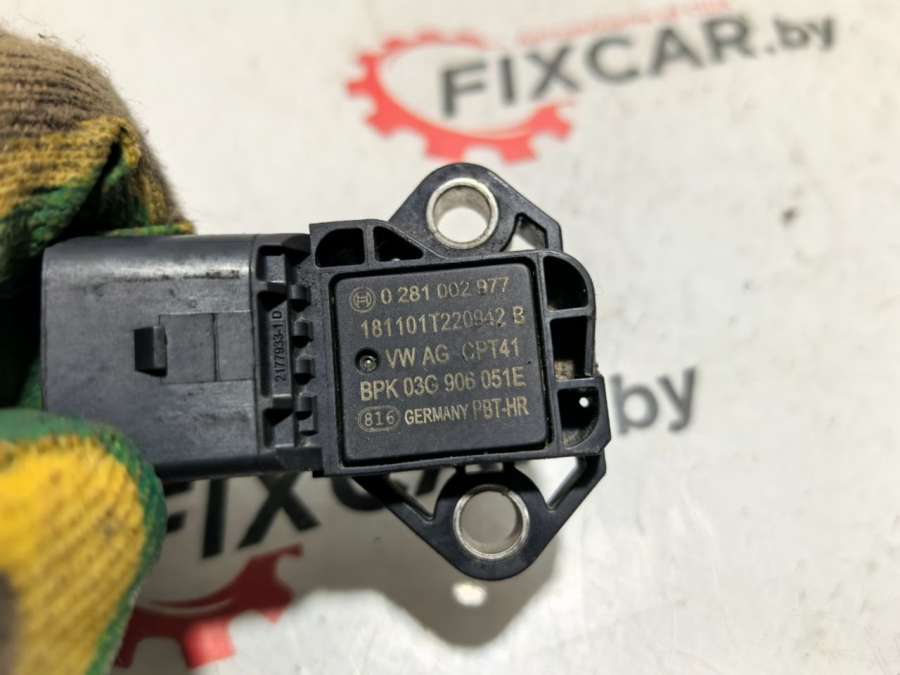 FIXCAR.by
0 281 002 977
181101T220942 B
VW AG CPT41
BPK 03G 906 051E
816 GERMANY PBT-HR
2177933-1 D
FIXCAR.by